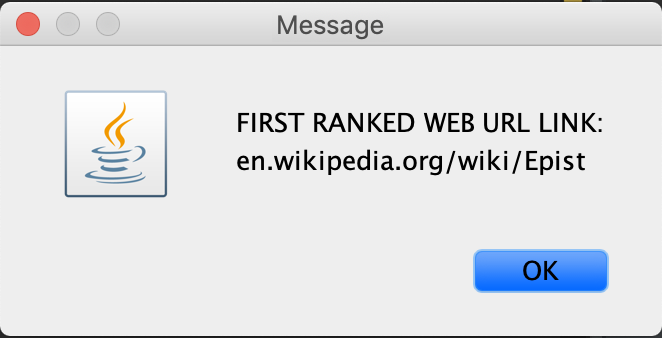 Message
FIRST RANKED WEB URL LINK:
en.wikipedia.org/wiki/Epist
OK